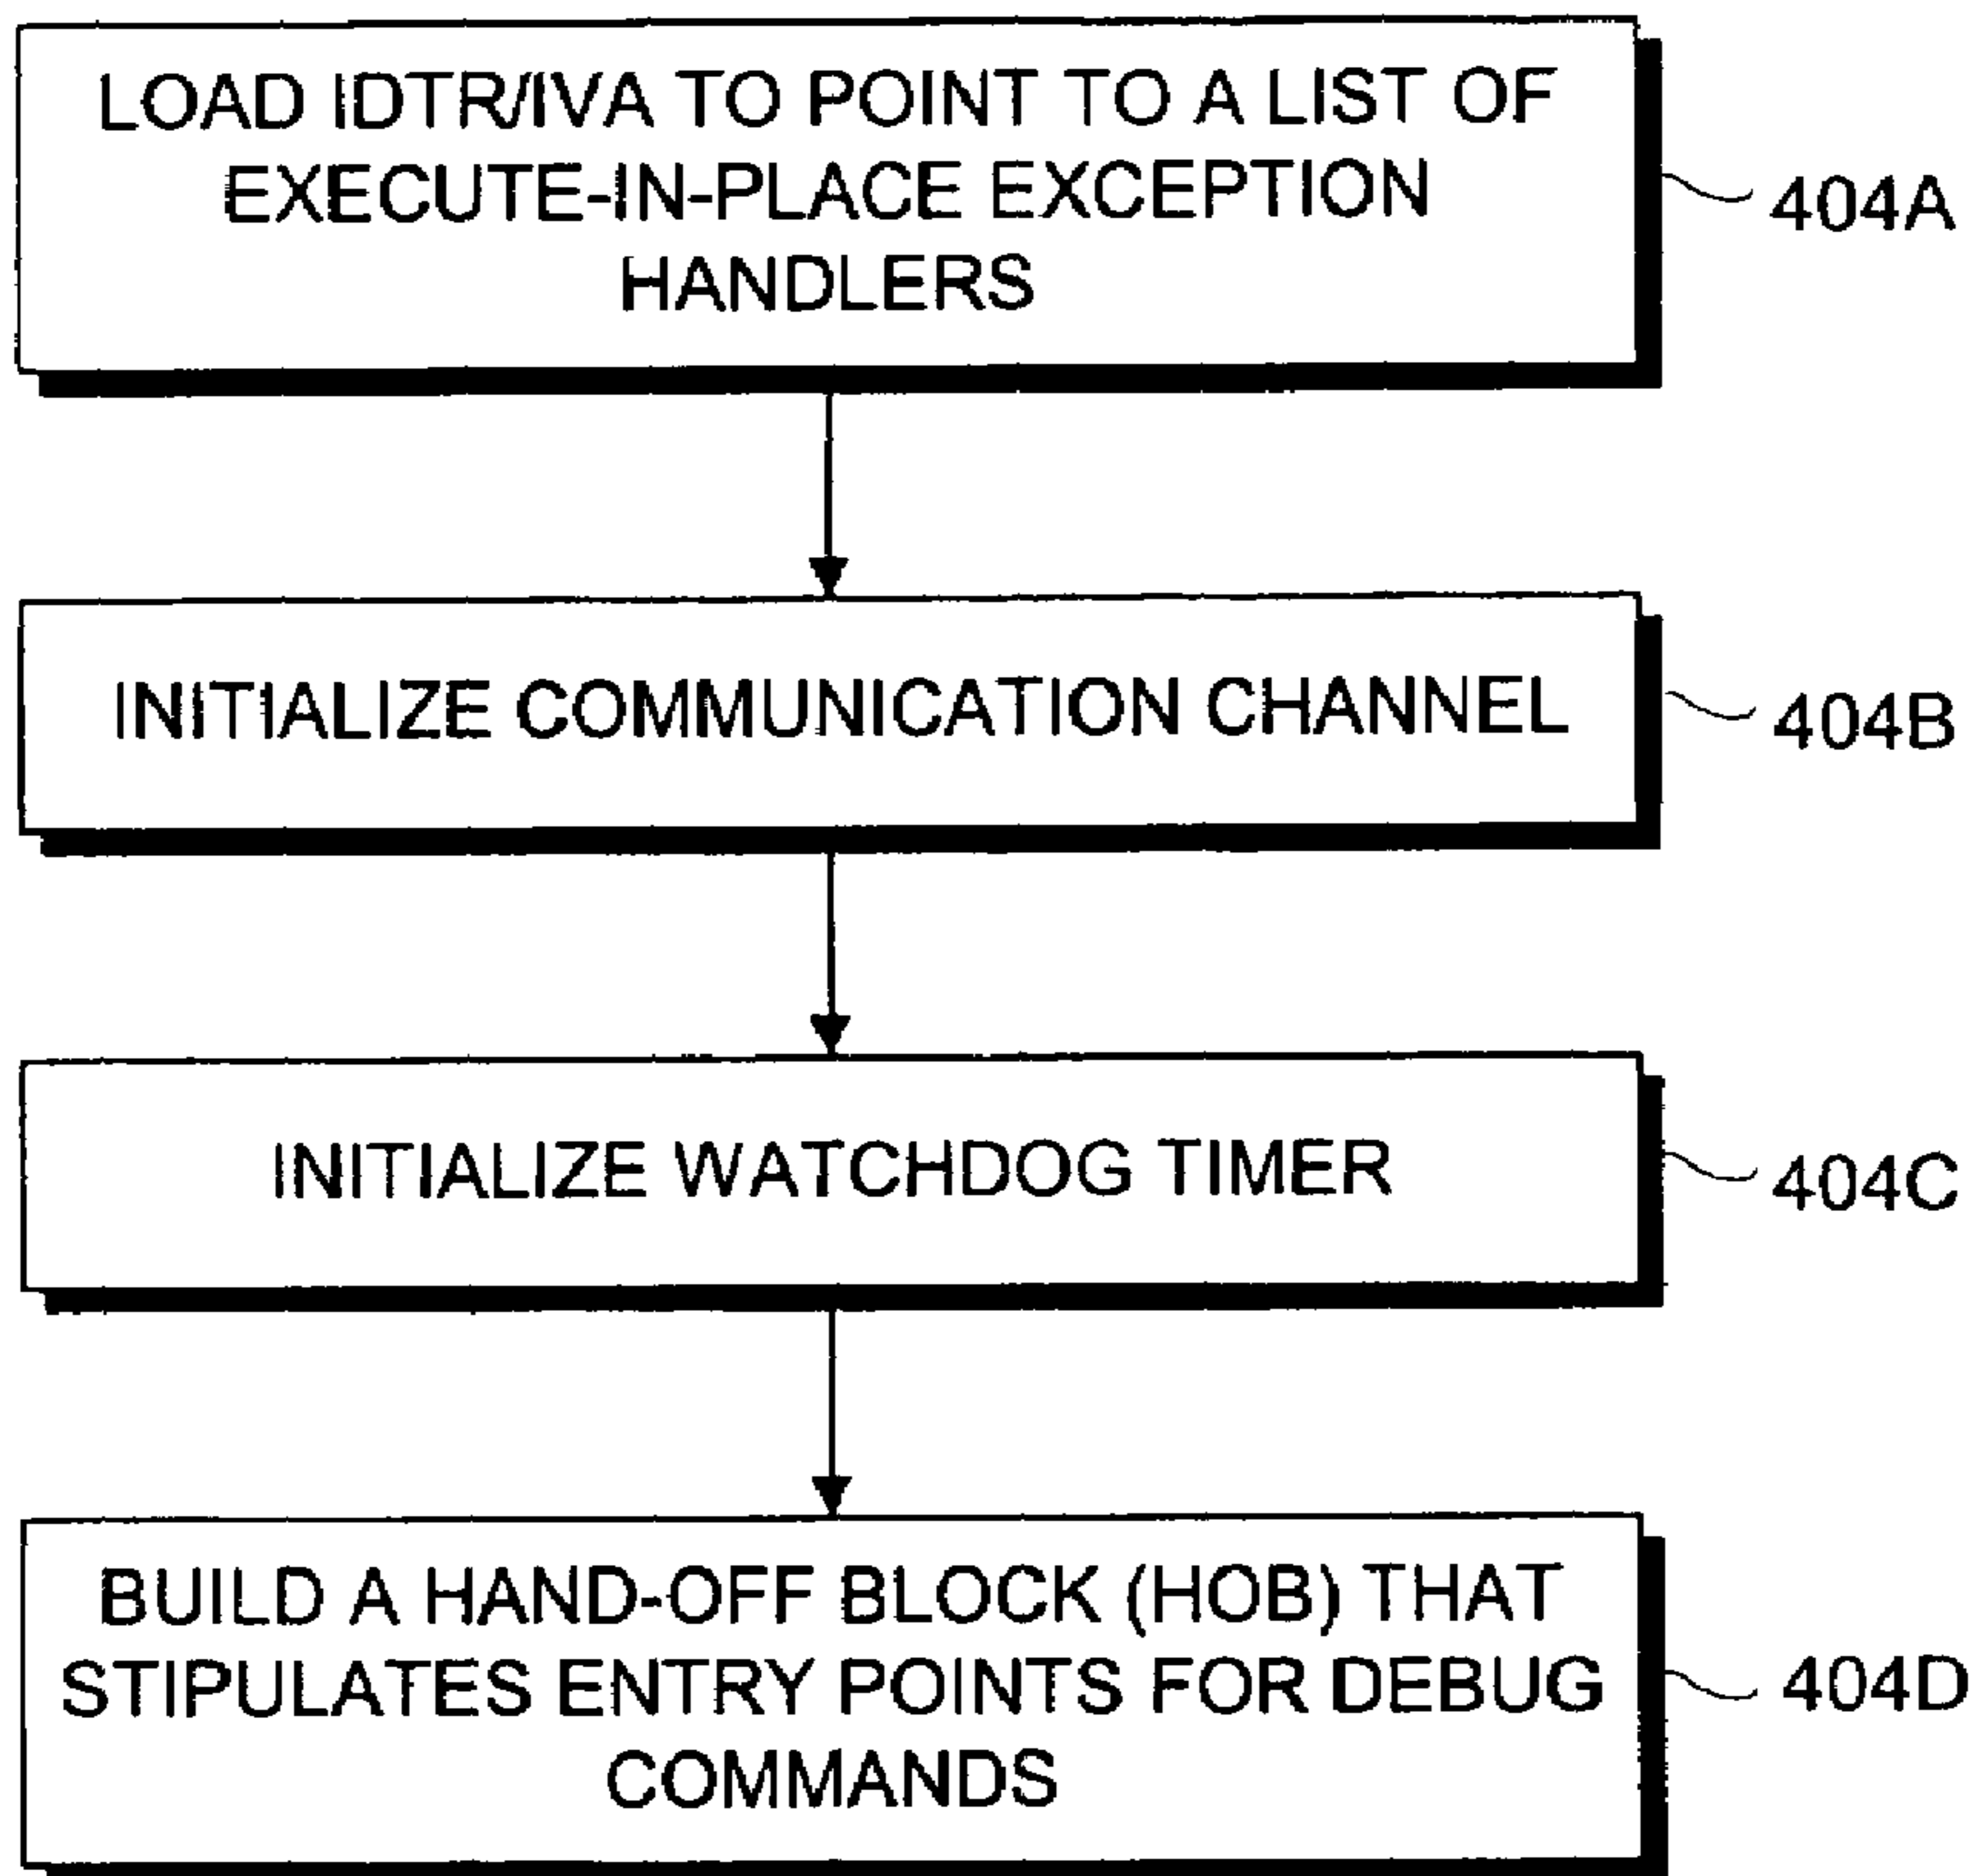 LOAD IDTR/IVA TO POINT TO A LIST OF
EXECUTE-IN-PLACE EXCEPTION
HANDLERS
404A
INITIALIZE COMMUNICATION CHANNEL
404B
INITIALIZE WATCHDOG TIMER
404C
BUILD A HAND-OFF BLOCK (HOB) THAT
STIPULATES ENTRY POINTS FOR DEBUG
COMMANDS
404D